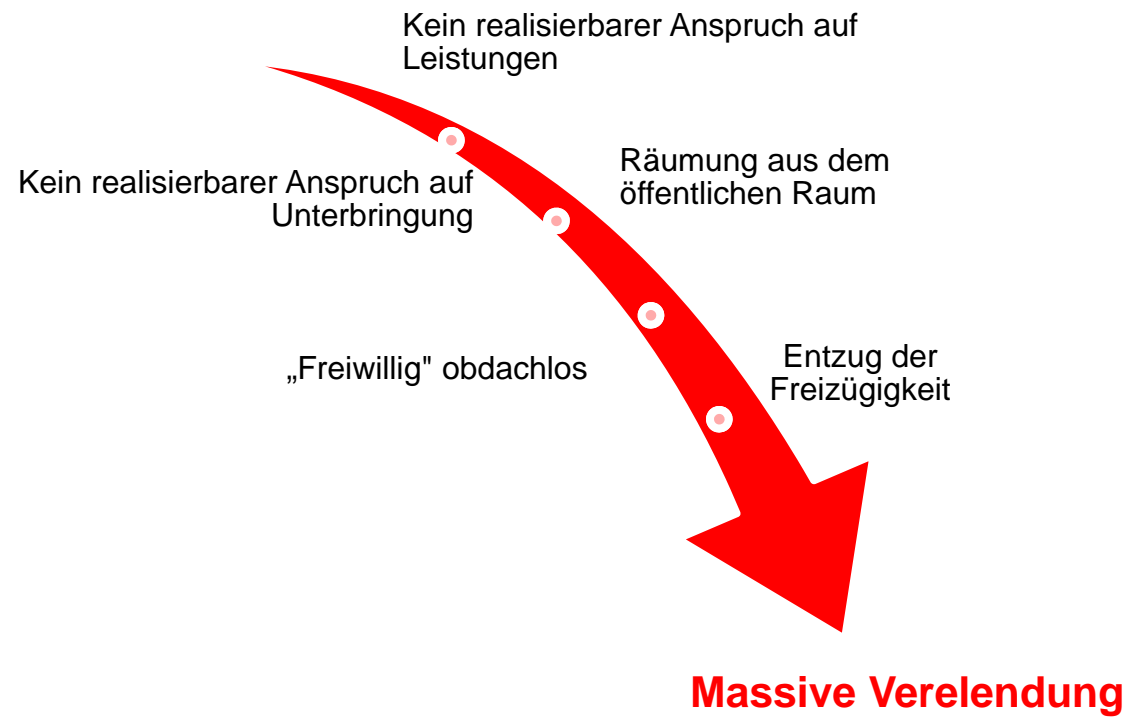 Kein realisierbarer Anspruch auf
Leistungen
Kein realisierbarer Anspruch auf
Unterbringung
Räumung aus dem
öffentlichen Raum
„Freiwillig" obdachlos
Entzug der
Freizügigkeit
Massive Verelendung